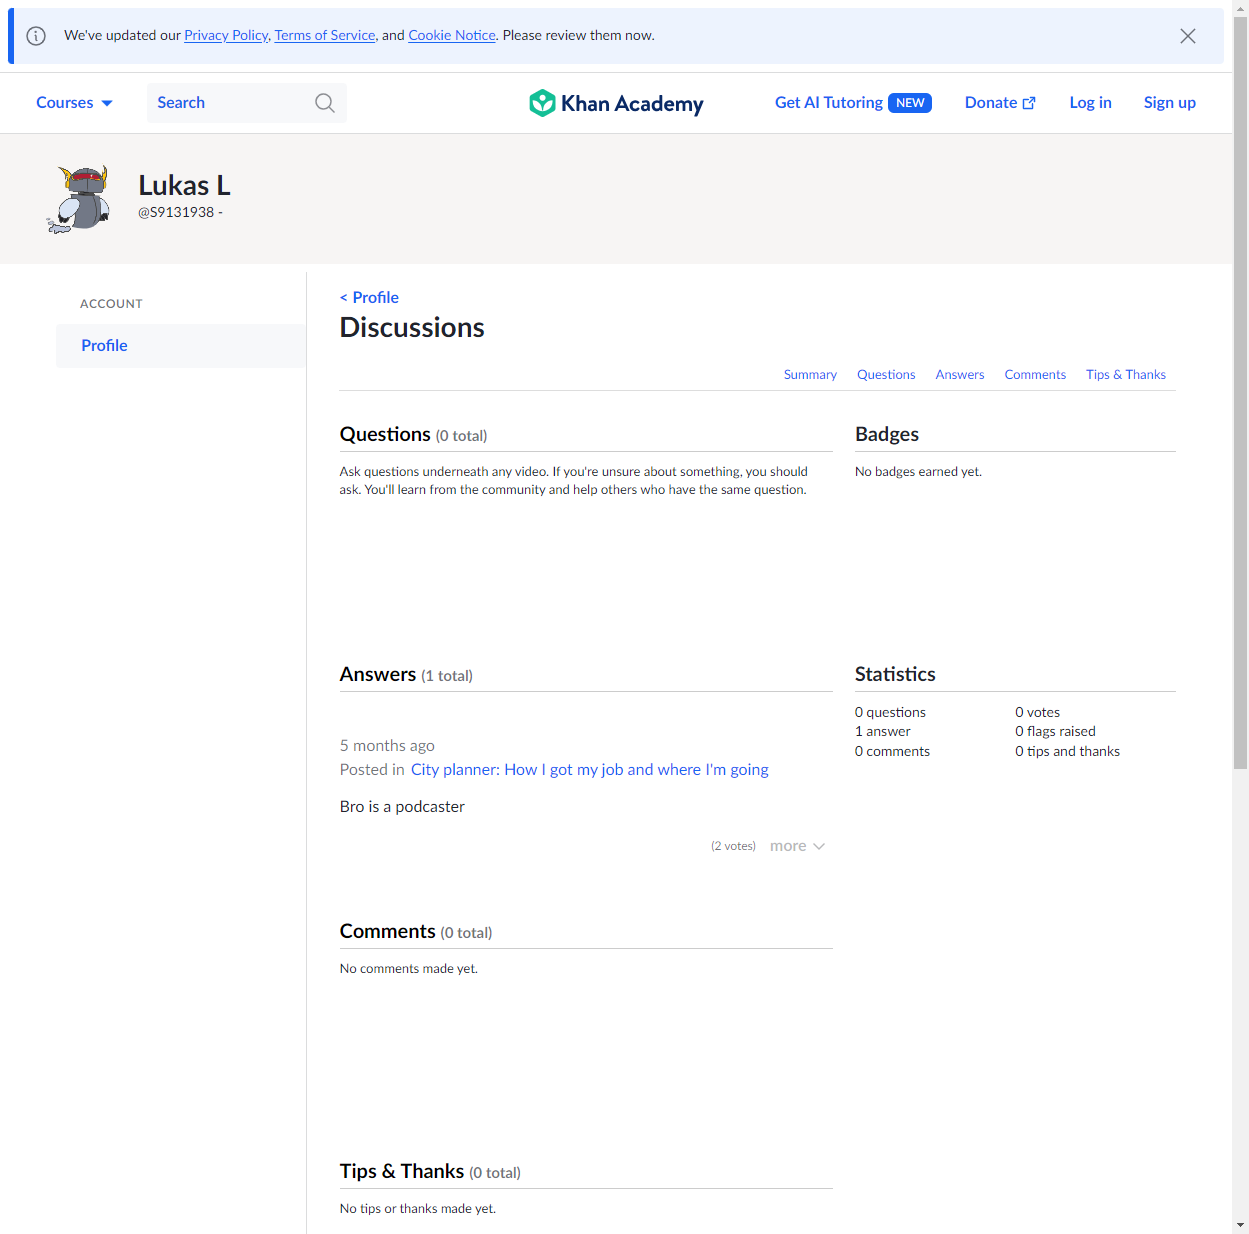 We've updated our Privacy Policy, Terms of Service, and Cookie Notice. Please review them now.
Courses
Search
Khan Academy
Get AI Tutoring NEW
Donate
Log in
Sign up
Lukas L
@S9131938 -
ACCOUNT
Profile
< Profile
Discussions
Summary
Questions
Answers
Comments
Tips & Thanks
Questions (0 total)
Ask questions underneath any video. If you're unsure about something, you should
ask. You'll learn from the community and help others who have the same question.
Badges
No badges earned yet.
Answers (1 total)
5 months ago
Posted in City planner: How I got my job and where I'm going
Bro is a podcaster
(2 votes) more
Statistics
0 questions
0 votes
1 answer
0 flags raised
0 comments
0 tips and thanks
Comments (0 total)
No comments made yet.
Tips & Thanks (0 total)
No tips or thanks made yet.